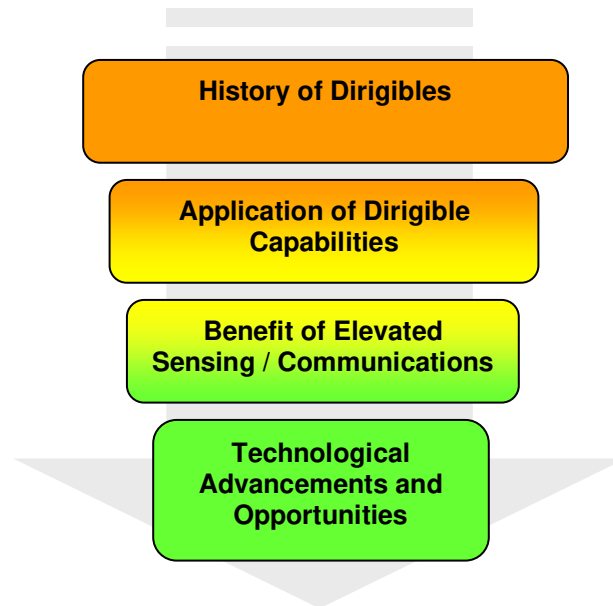 History of Dirigibles
Application of Dirigible
Capabilities
Benefit of Elevated
Sensing / Communications
Technological
Advancements and
Opportunities